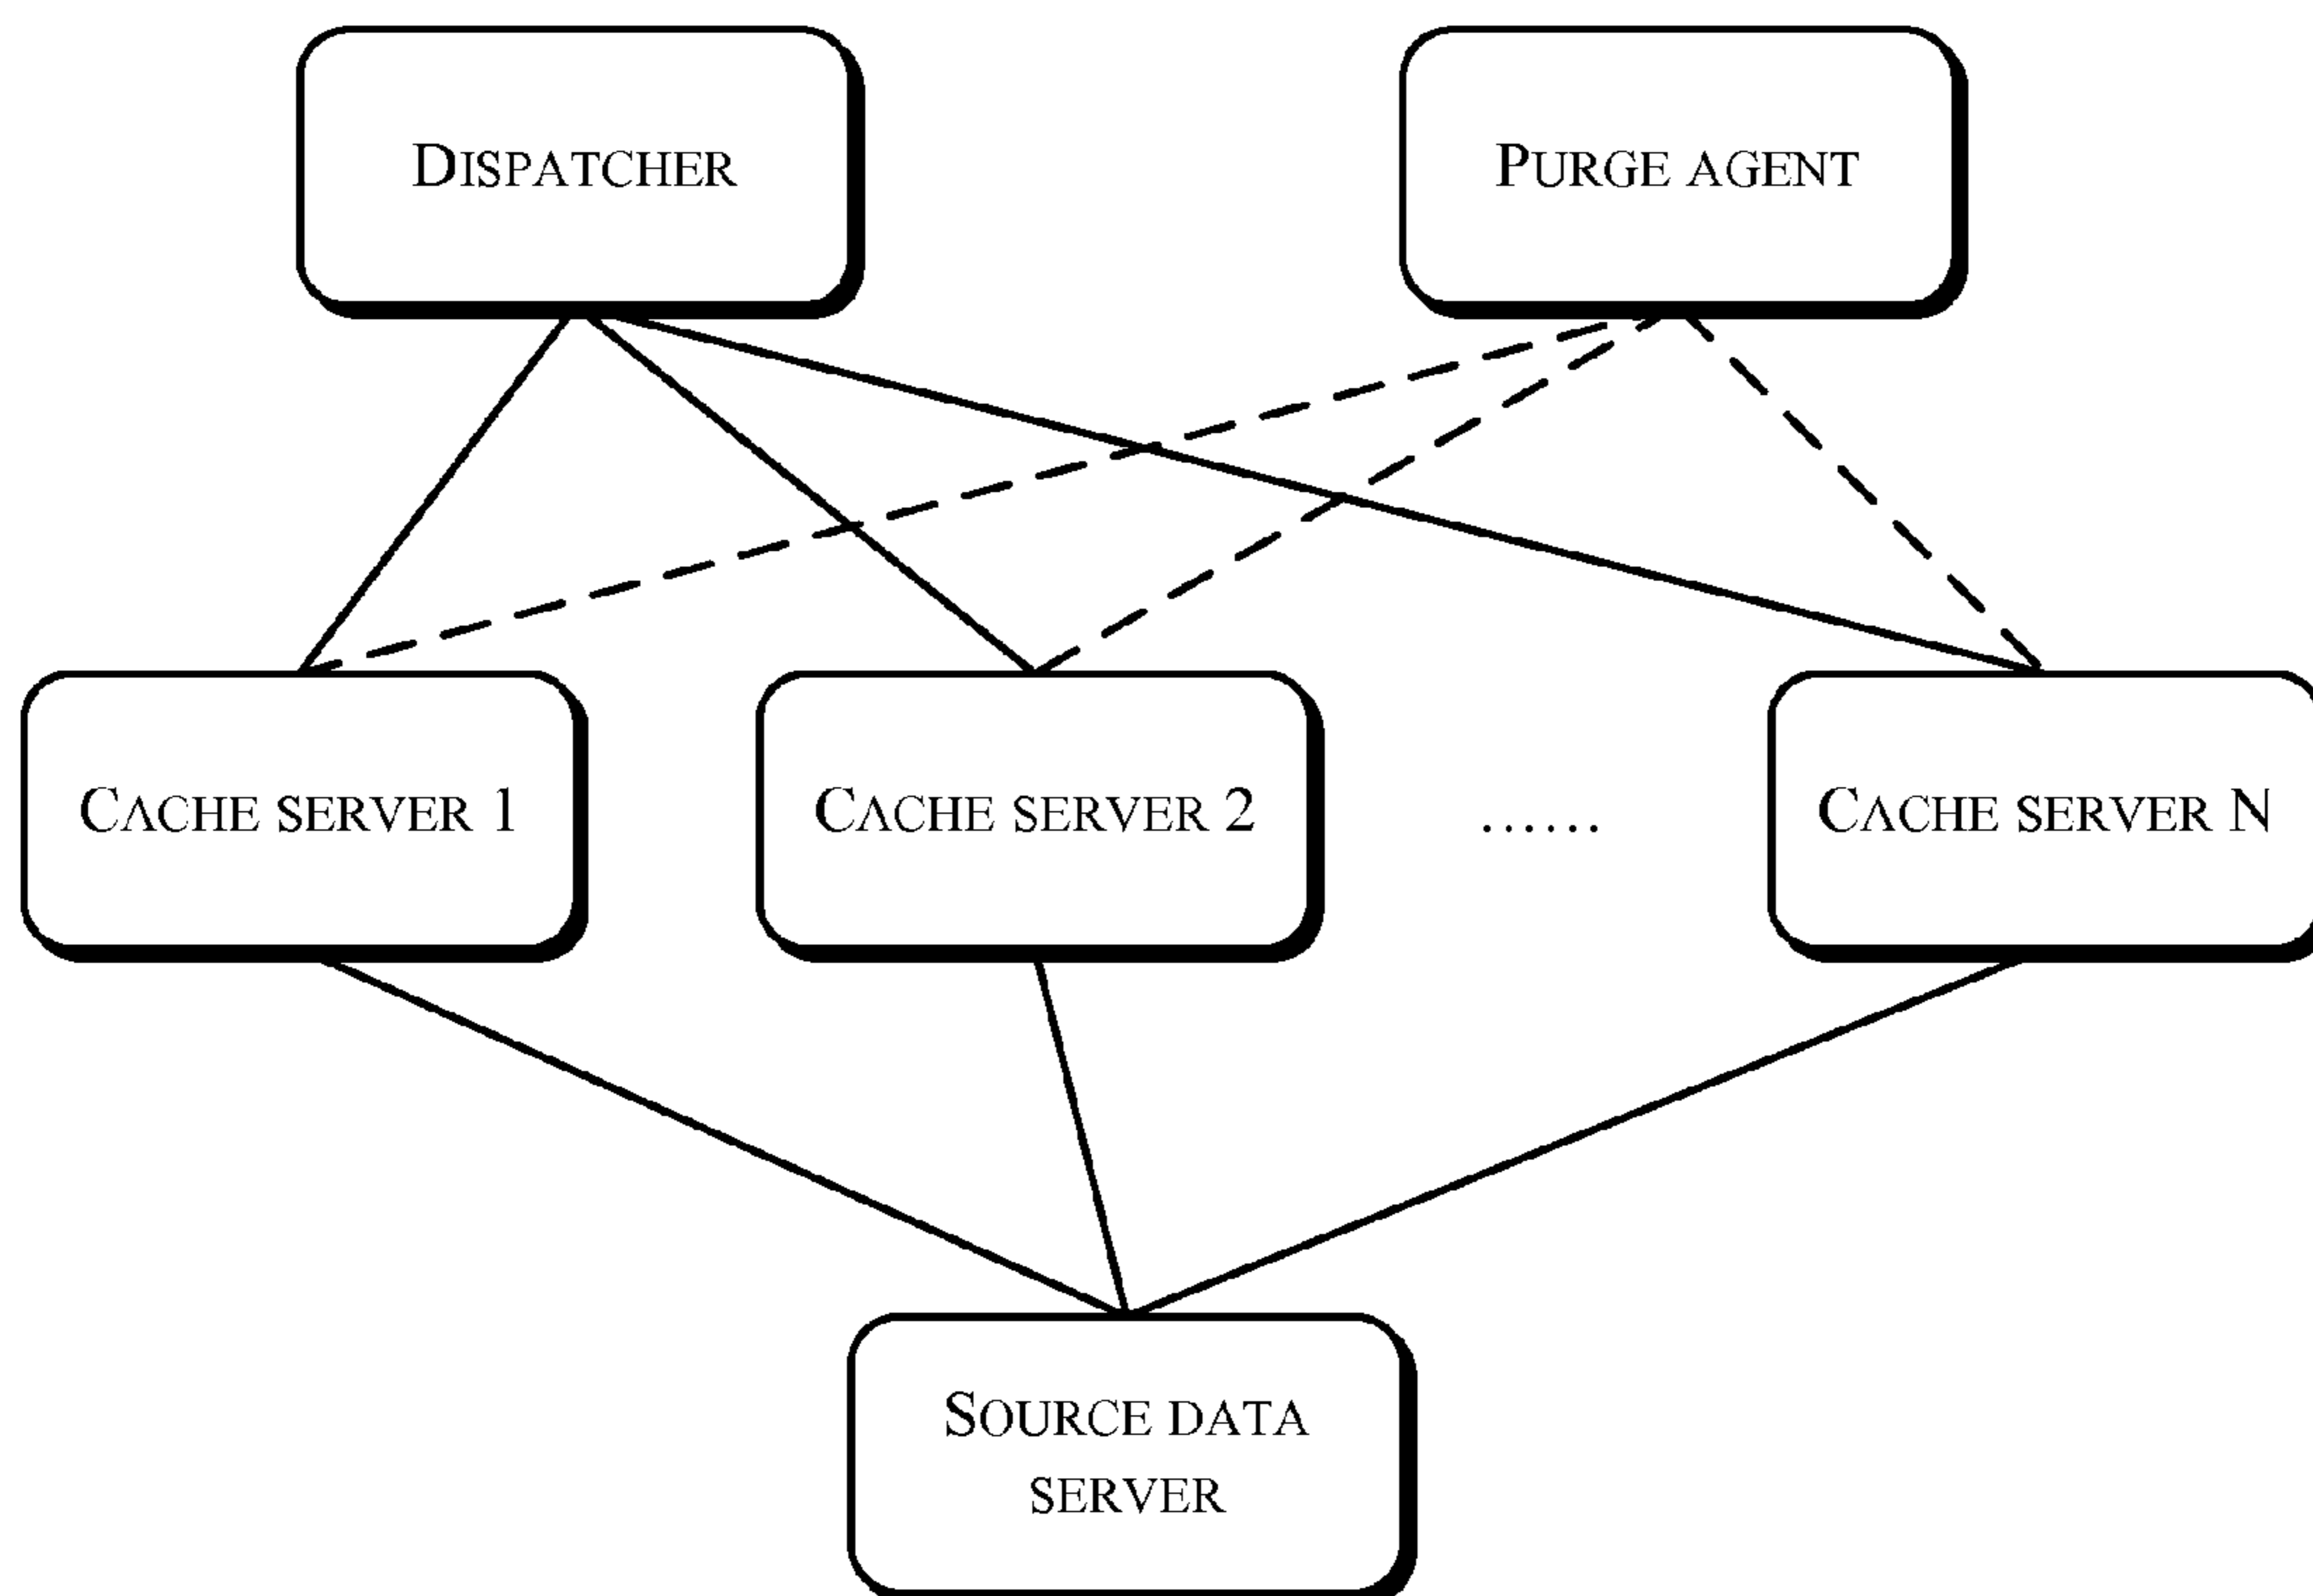 DISPATCHER
PURGE AGENT
CACHE SERVER 1
CACHE SERVER 2
......
CACHE SERVER N
SOURCE DATA
SERVER